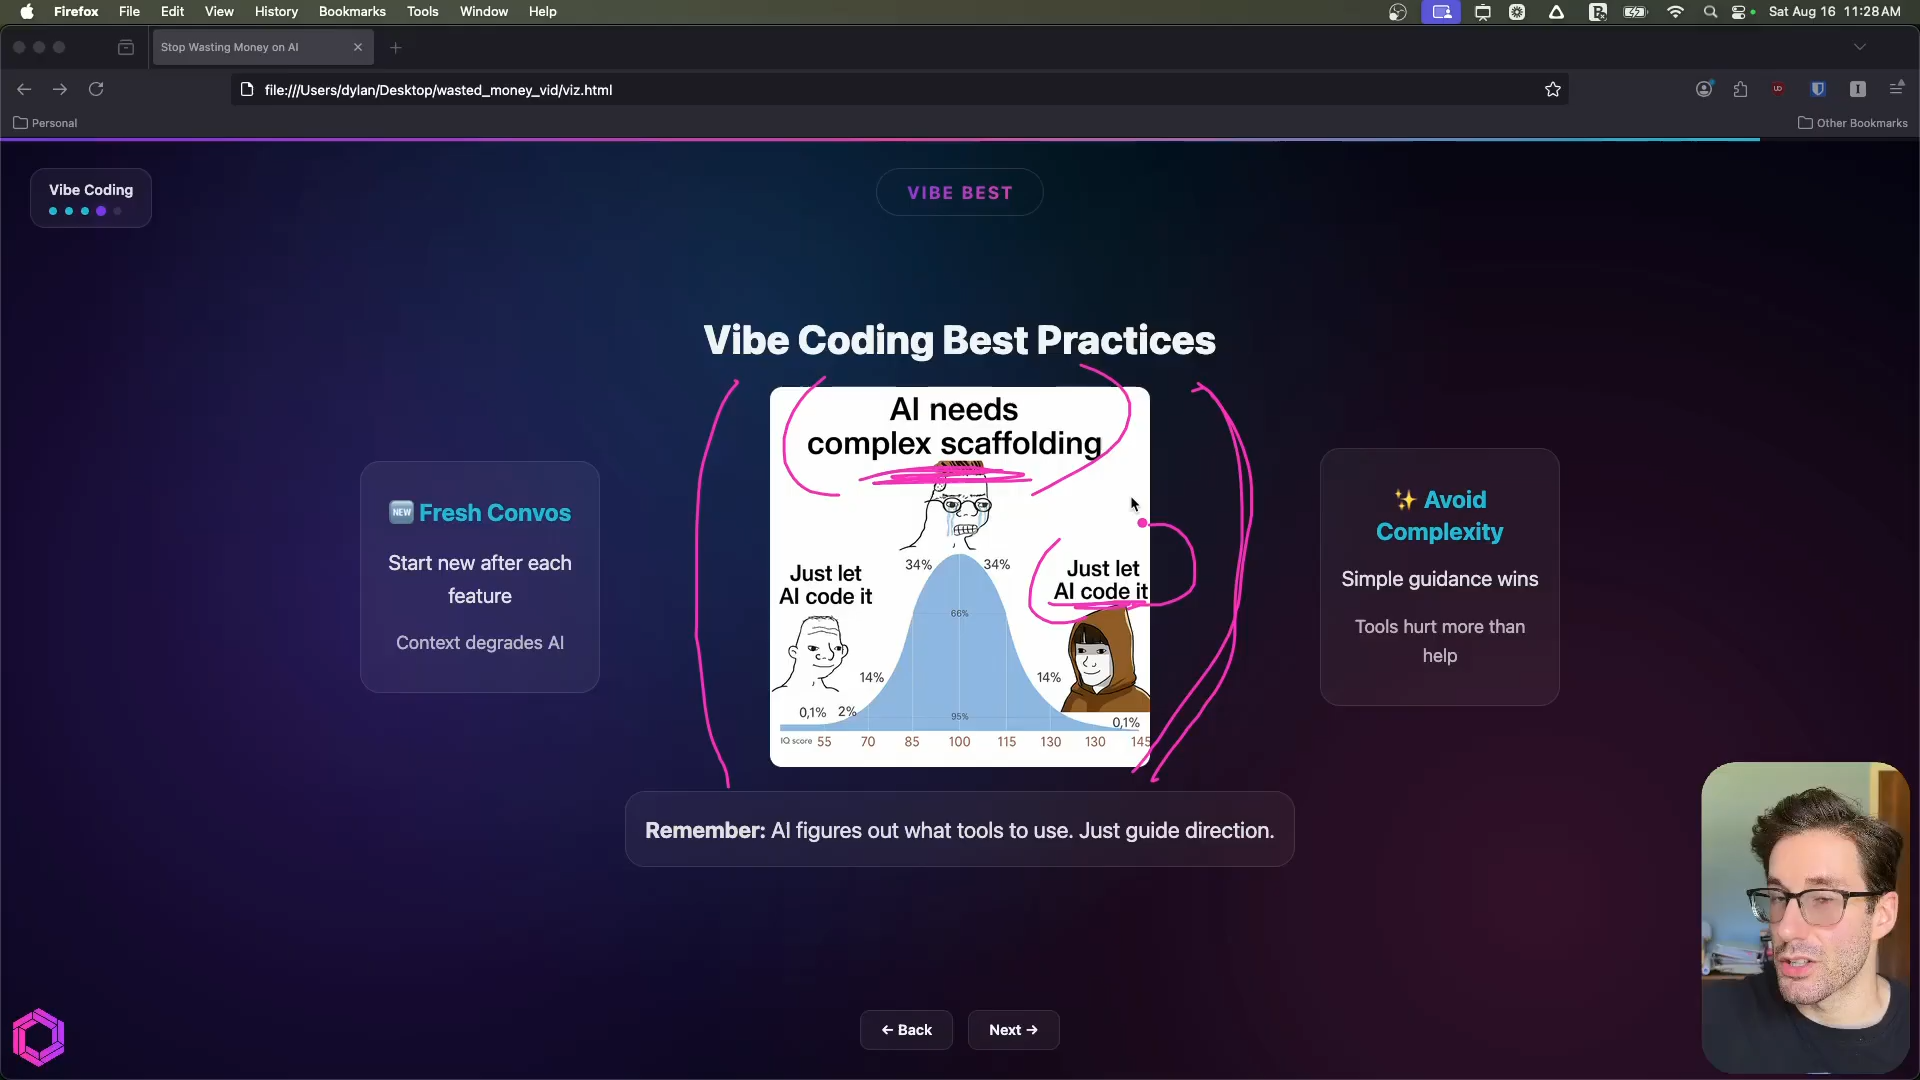 Firefox File Edit View History Bookmarks Tools Window Help
Sat Aug 16 11:28 AM
Stop Wasting Money on AI
file:///Users/dylan/Desktop/wasted_money_vid/viz.html
Personal
Other Bookmarks
Vibe Coding
VIBE BEST
Vibe Coding Best Practices
NEW Fresh Convos
Start new after each
feature
Context degrades AI
AI needs
complex scaffolding
34% 34%
Just let
AI code it
Just let
AI code it
66%
14% 14%
0,1% 2%
95%
0,1%
IQ score 55 70 85 100 115 130 130 145
✨ Avoid
Complexity
Simple guidance wins
Tools hurt more than
help
Remember: AI figures out what tools to use. Just guide direction.
← Back
Next →